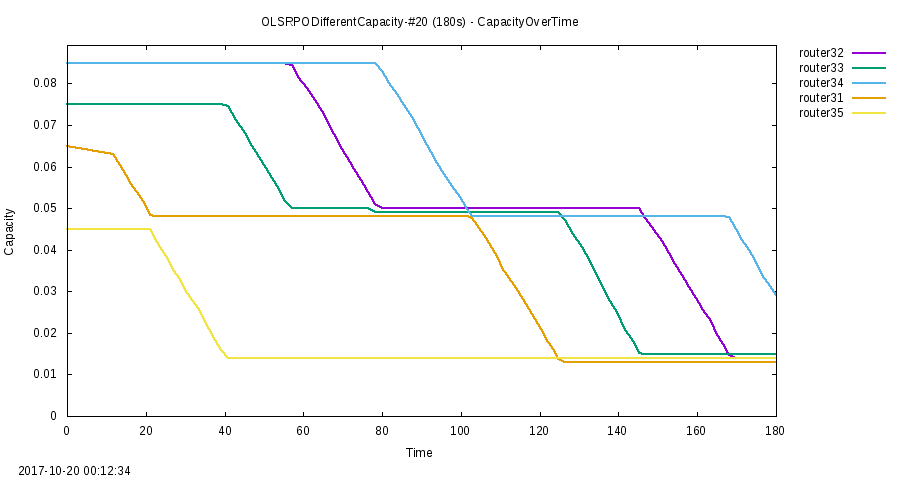 OLSRPODifferentCapacity-#20 (180s) - CapacityOverTime
router32
router33
router34
router31
router35
0.08
0.07
0.06
0.05
0.04
0.03
0.02
0.01
0
Capacity
0 20 40 60 80 100 120 140 160 180
Time
2017-10-20 00:12:34